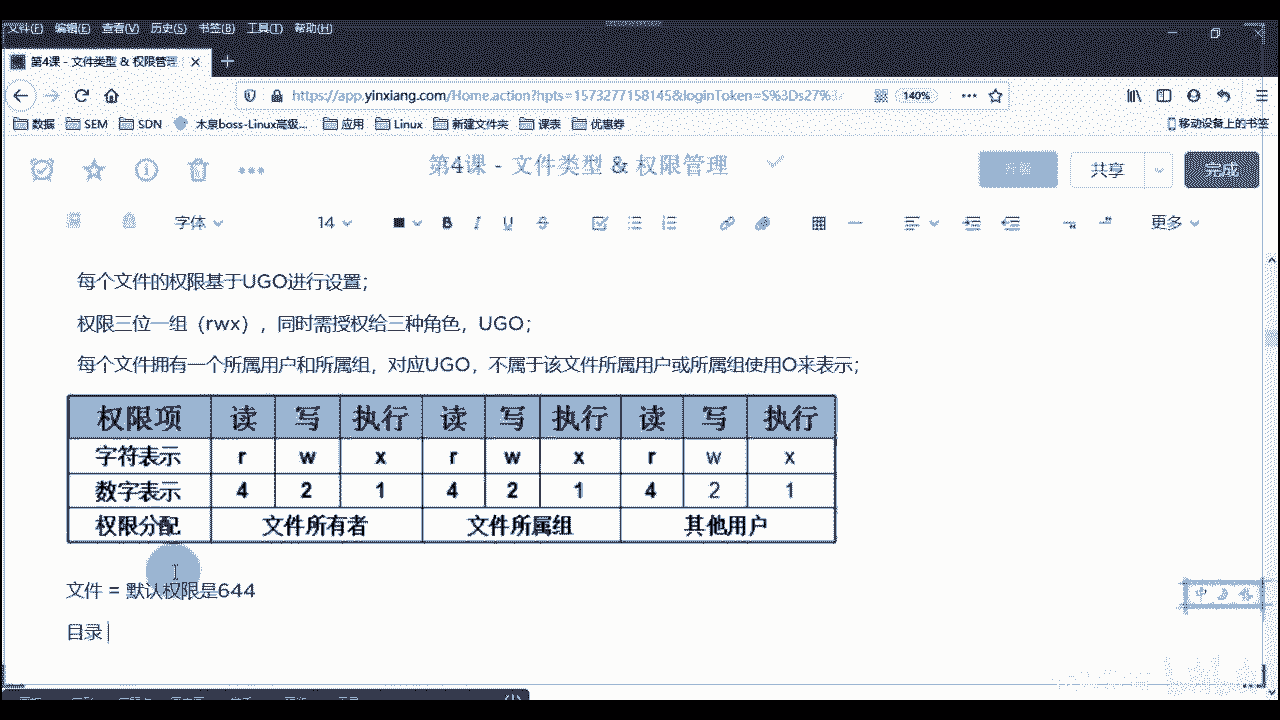 文件(F) 编辑(E) 查看(V) 历史(S) 书签(B) 工具(T) 帮助(H)
第4课 - 文件类型 & 权限管理
https://app.yinxiang.com/Home.action?hpts=1573277158145&loginToken=S%3Ds27%3 140%
数据 SEM SDN 木泉boss-Linux高级... 应用 Linux 新建文件夹 课表 优惠券 移动设备上的书签
第4课 - 文件类型 & 权限管理 共享 完成
字体 14 B I U S 更多
每个文件的权限基于UGO进行设置;
权限三位一组（rwx），同时需授权给三种角色，UGO;
每个文件拥有一个所属用户和所属组，对应UGO，不属于该文件所属用户或所属组使用O来表示;
权限项 读 写 执行 读 写 执行 读 写 执行
字符表示 r w x r w x r w x
数字表示 4 2 1 4 2 1 4 2 1
权限分配 文件所有者 文件所属组 其他用户
文件 = 默认权限是644
中
目录